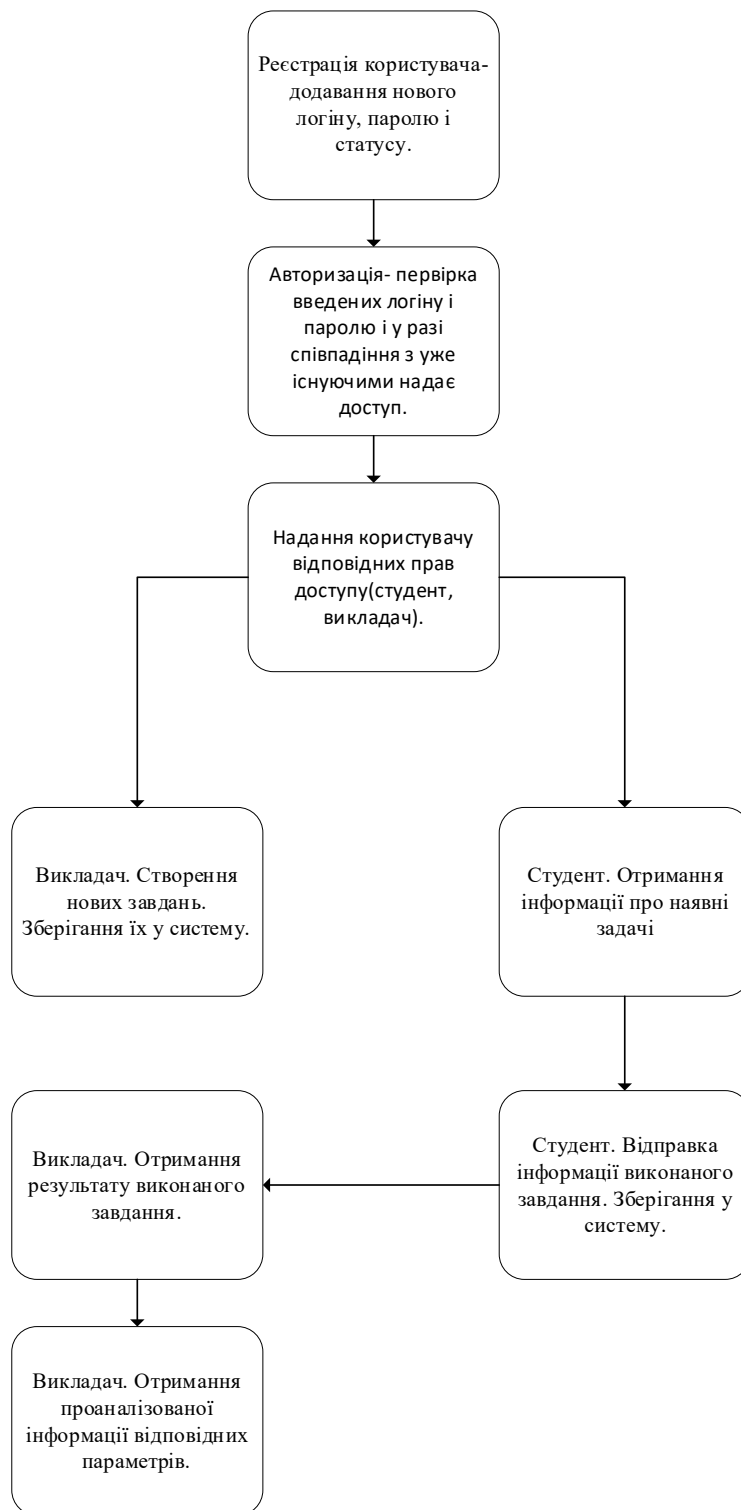 Реєстрація користувача-
додавання нового
логіну, паролю і
статусу.
Авторизація- первірка
введених логіну і
паролю і у разі
співпадіння з уже
існуючими надає
доступ.
Надання користувачу
відповідних прав
доступу(студент,
викладач).
Викладач. Створення
нових завдань.
Зберігання їх у систему.
Студент. Отримання
інформації про наявні
задачі
Викладач. Отримання
результату виконаного
завдання.
Студент. Відправка
інформації виконаного
завдання. Зберігання у
систему.
Викладач. Отримання
проаналізованої
інформації відповідних
параметрів.